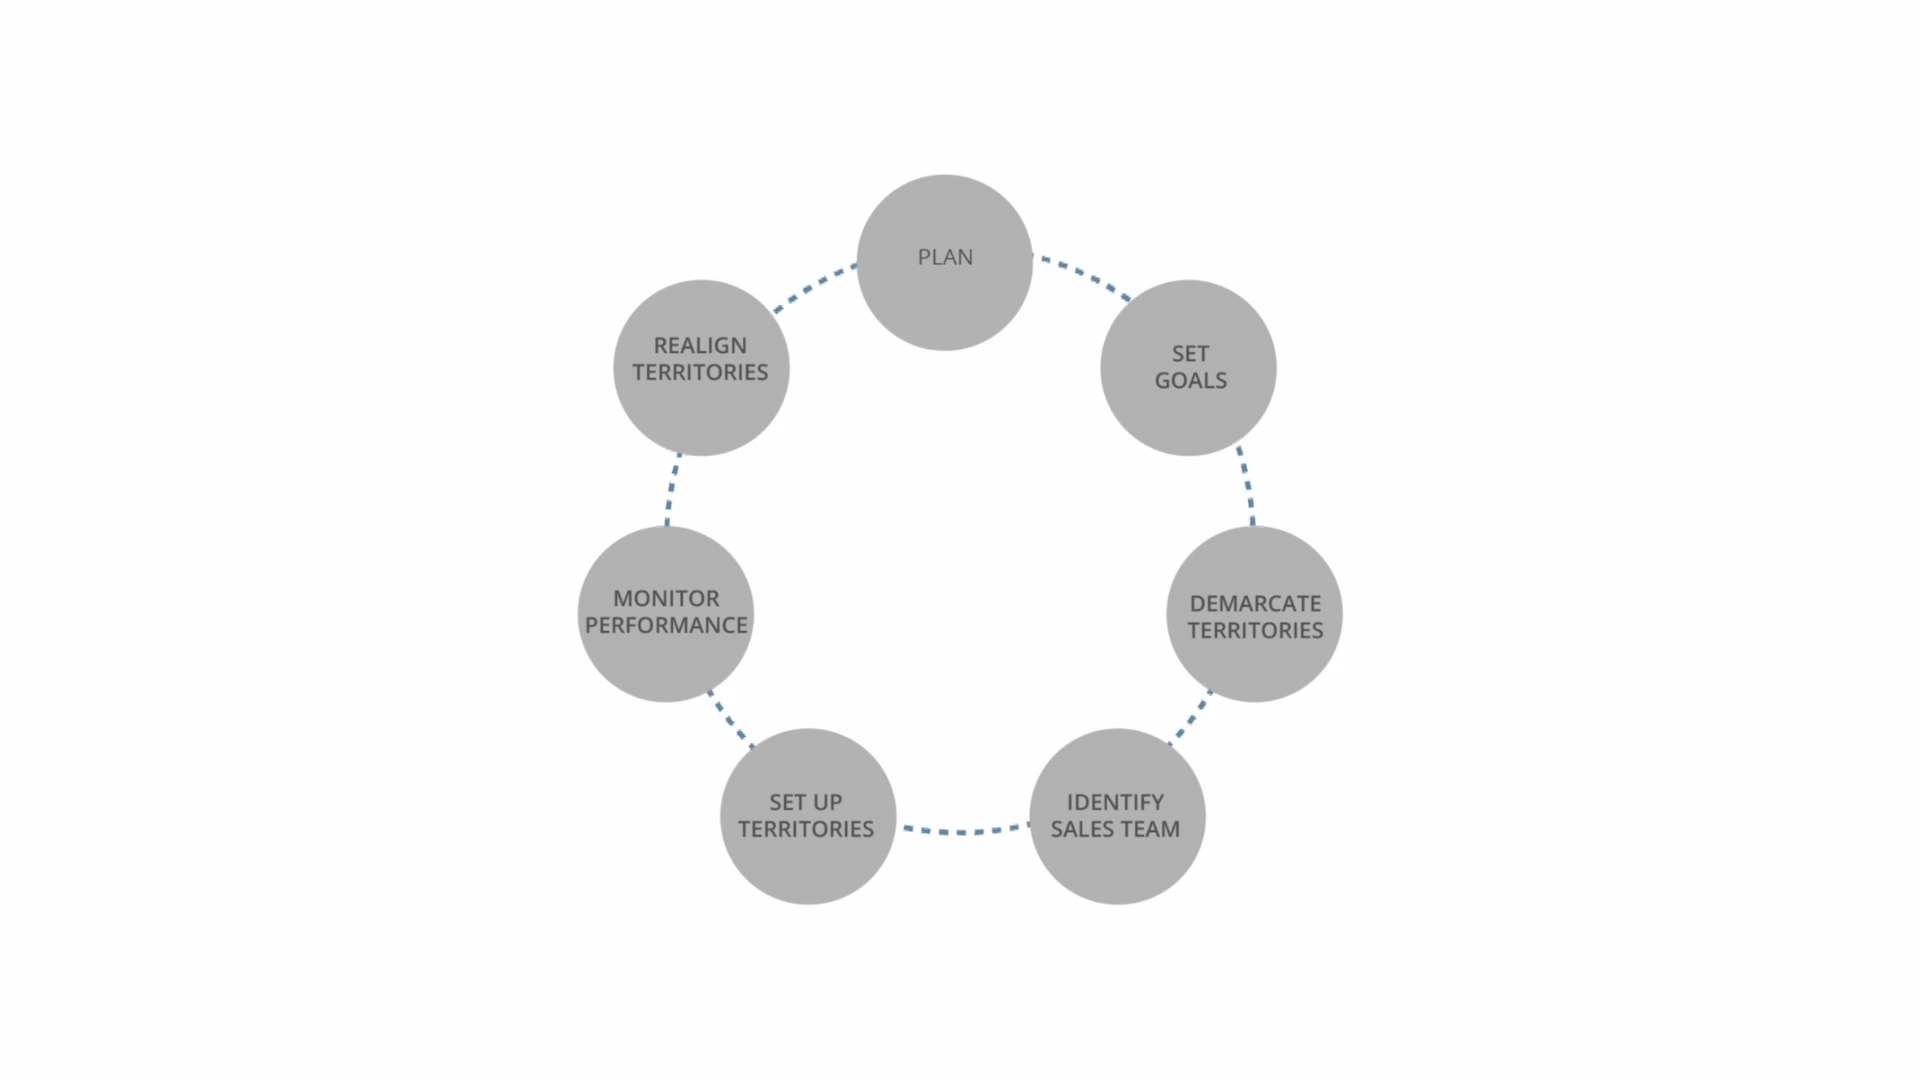 PLAN
SET
GOALS
DEMARCATE
TERRITORIES
IDENTIFY
SALES TEAM
SET UP
TERRITORIES
MONITOR
PERFORMANCE
REALIGN
TERRITORIES